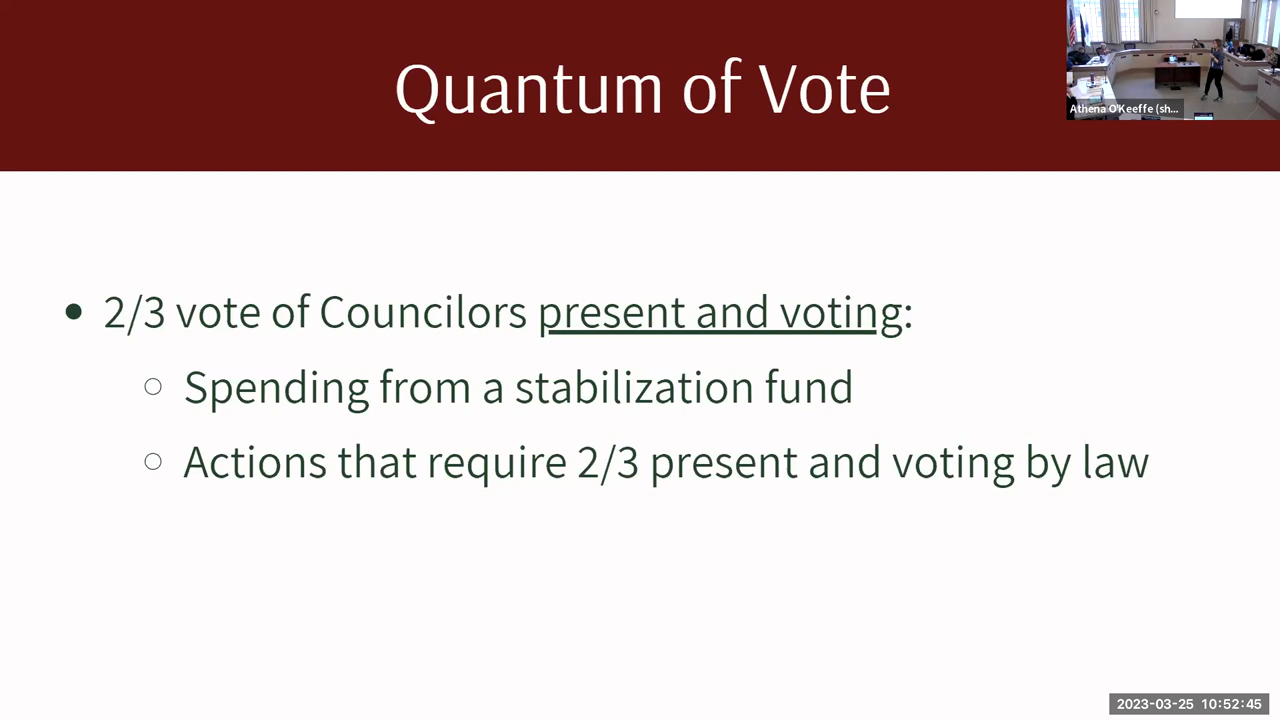 Quantum of Vote
Athena O'Keeffe (sh...
• 2/3 vote of Councilors present and voting:
○ Spending from a stabilization fund
○ Actions that require 2/3 present and voting by law
2023-03-25 10:52:45